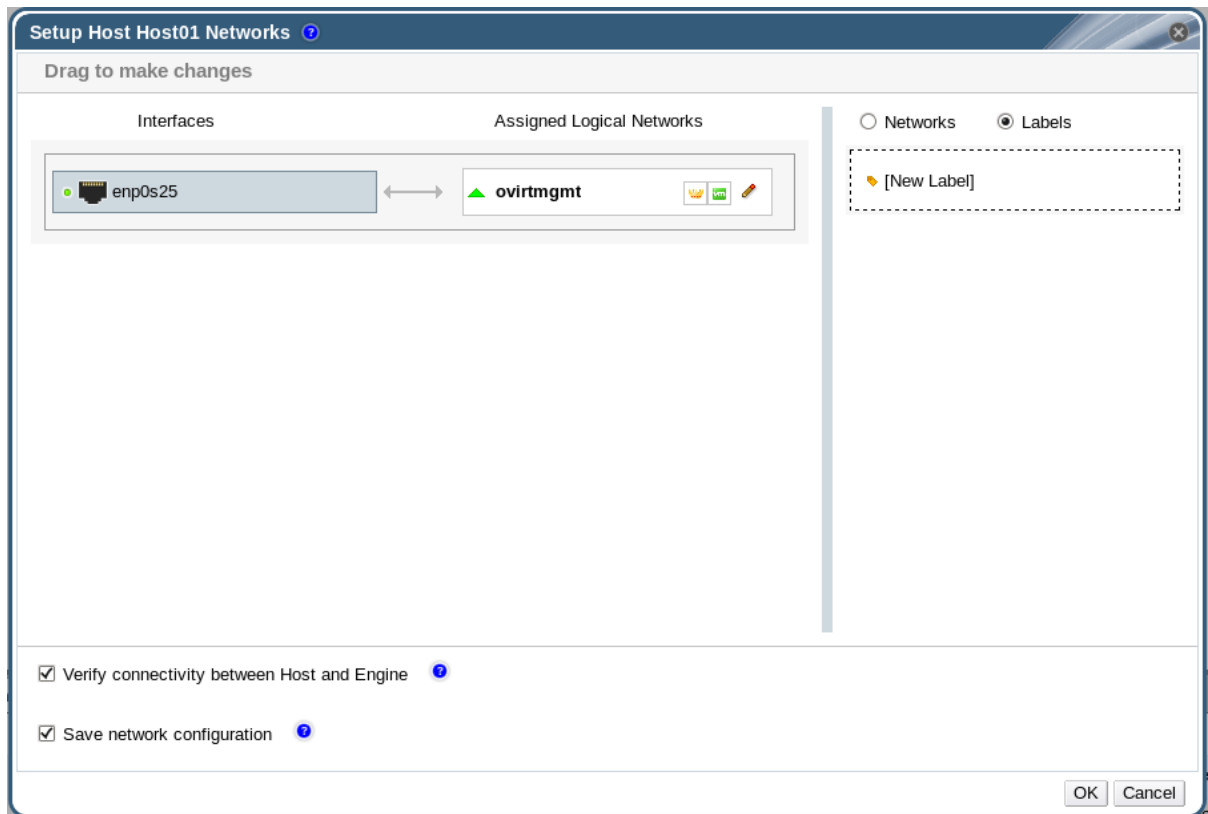 Setup Host Host01 Networks ?
Drag to make changes
Interfaces
Assigned Logical Networks
Networks
Labels
enp0s25
ovirtmgmt
vm
[New Label]
Verify connectivity between Host and Engine ?
Save network configuration ?
OK
Cancel